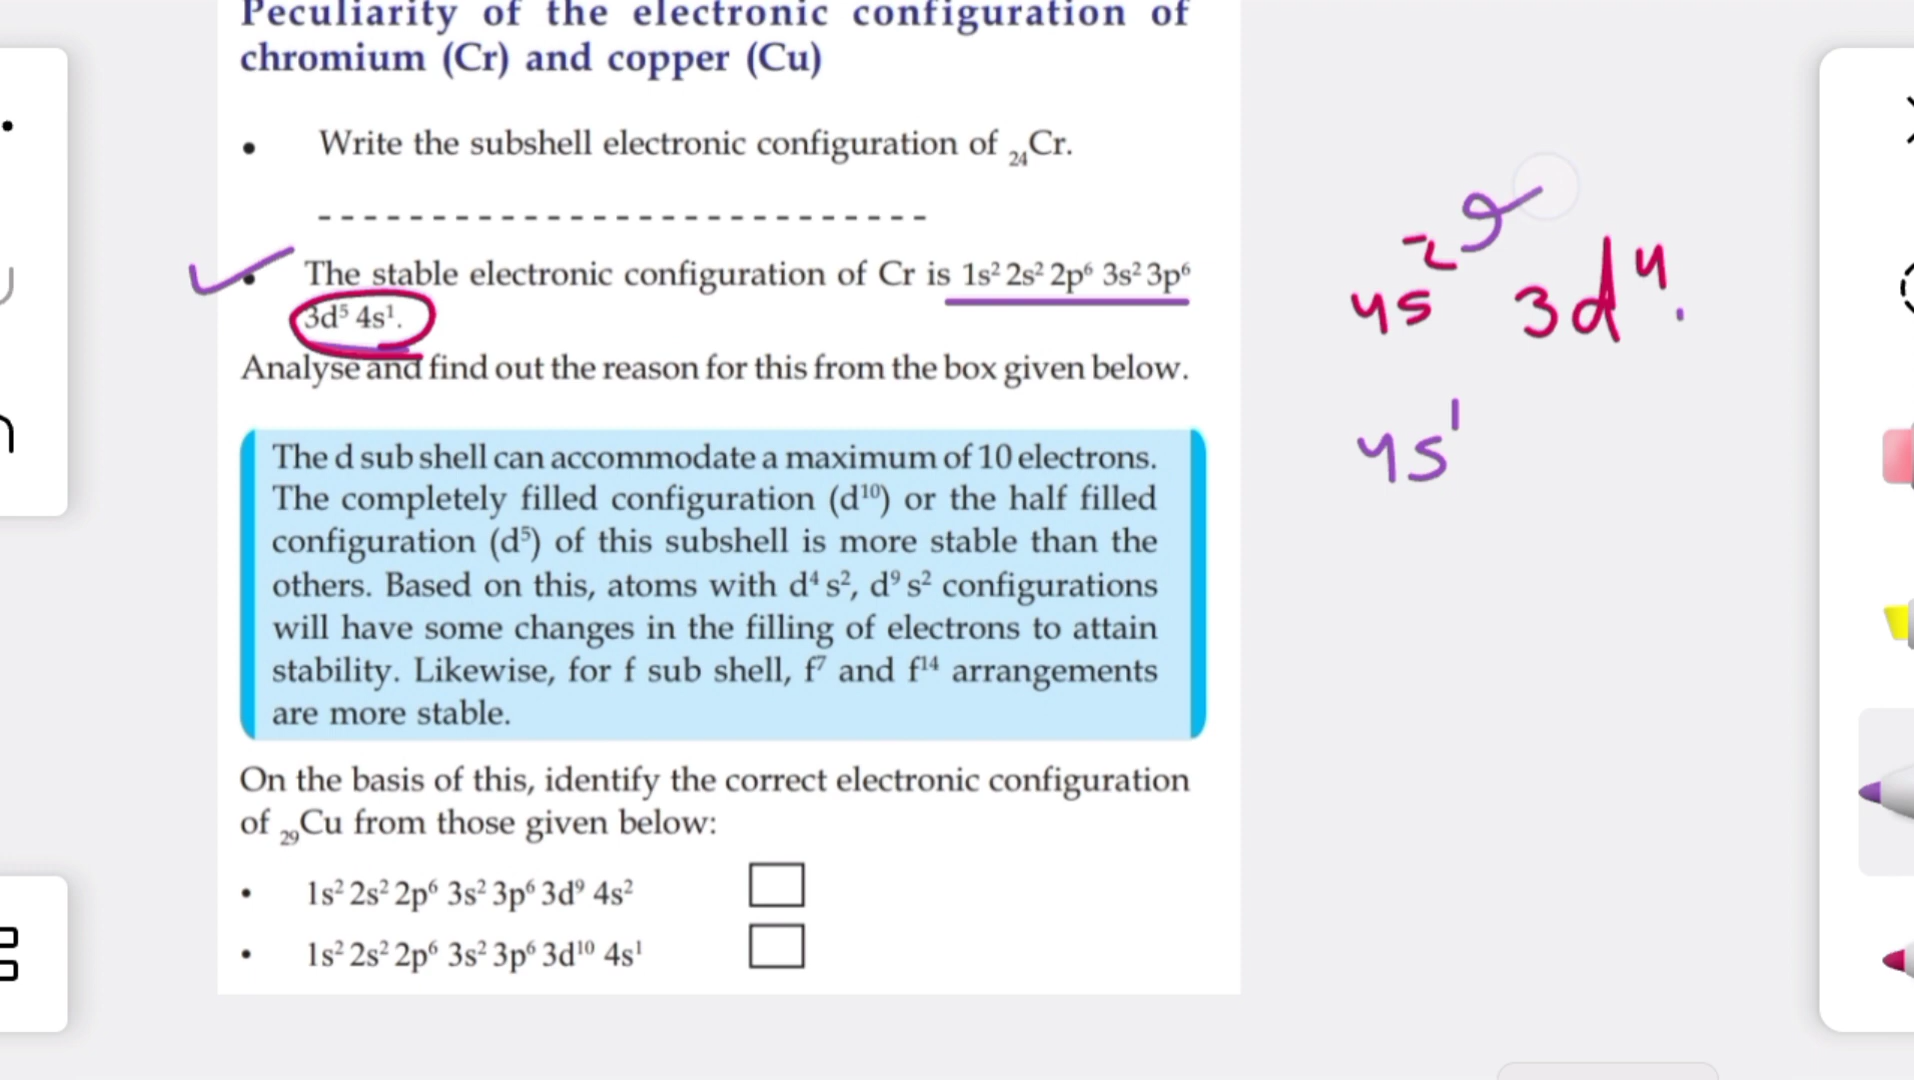 Peculiarity of the electronic configuration of
chromium (Cr) and copper (Cu)
• Write the subshell electronic configuration of ₂₄Cr.
• The stable electronic configuration of Cr is 1s² 2s² 2p⁶ 3s² 3p⁶
3d⁵ 4s¹.
Analyse and find out the reason for this from the box given below.
The d sub shell can accommodate a maximum of 10 electrons.
The completely filled configuration (d¹⁰) or the half filled
configuration (d⁵) of this subshell is more stable than the
others. Based on this, atoms with d⁴ s², d⁹ s² configurations
will have some changes in the filling of electrons to attain
stability. Likewise, for f sub shell, f⁷ and f¹⁴ arrangements
are more stable.
On the basis of this, identify the correct electronic configuration
of ₂₉Cu from those given below:
• 1s² 2s² 2p⁶ 3s² 3p⁶ 3d⁹ 4s²
• 1s² 2s² 2p⁶ 3s² 3p⁶ 3d¹⁰ 4s¹
4s² 3d⁴.
4s¹